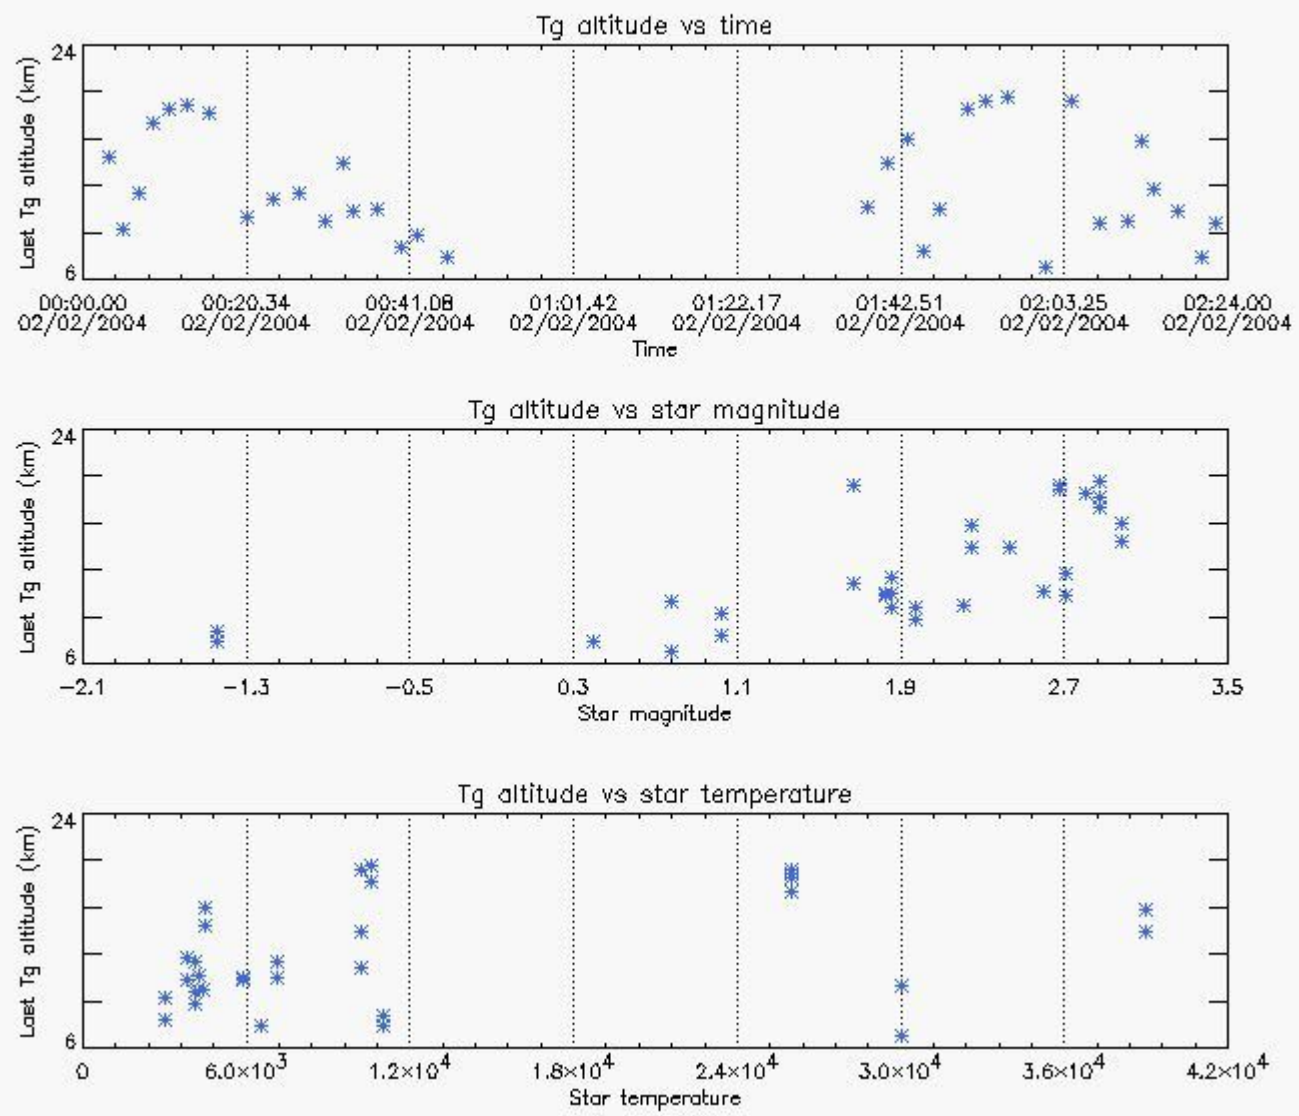 Tg altitude vs time
Last Tg altitude (km)
24
6
00:00.00 00:20.34 00:41.08 01:01.42 01:22.17 01:42.51 02:03.25 02:24.00
02/02/2004 02/02/2004 02/02/2004 02/02/2004 02/02/2004 02/02/2004 02/02/2004 02/02/2004
Time
Tg altitude vs star magnitude
Last Tg altitude (km)
24
6
−2.1 −1.3 −0.5 0.3 1.1 1.9 2.7 3.5
Star magnitude
Tg altitude vs star temperature
Last Tg altitude (km)
24
6
0 6.0×10³ 1.2×10⁴ 1.8×10⁴ 2.4×10⁴ 3.0×10⁴ 3.6×10⁴ 4.2×10⁴
Star temperature